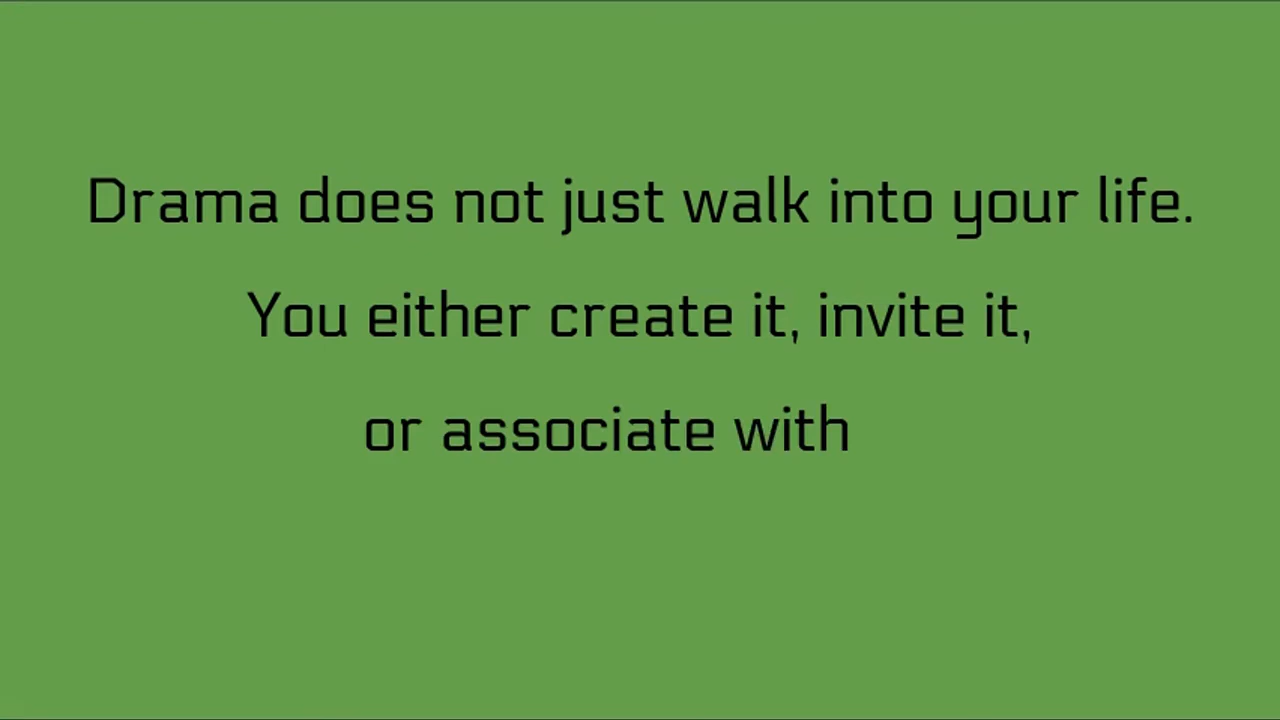 Drama does not just walk into your life.
You either create it, invite it,
or associate with